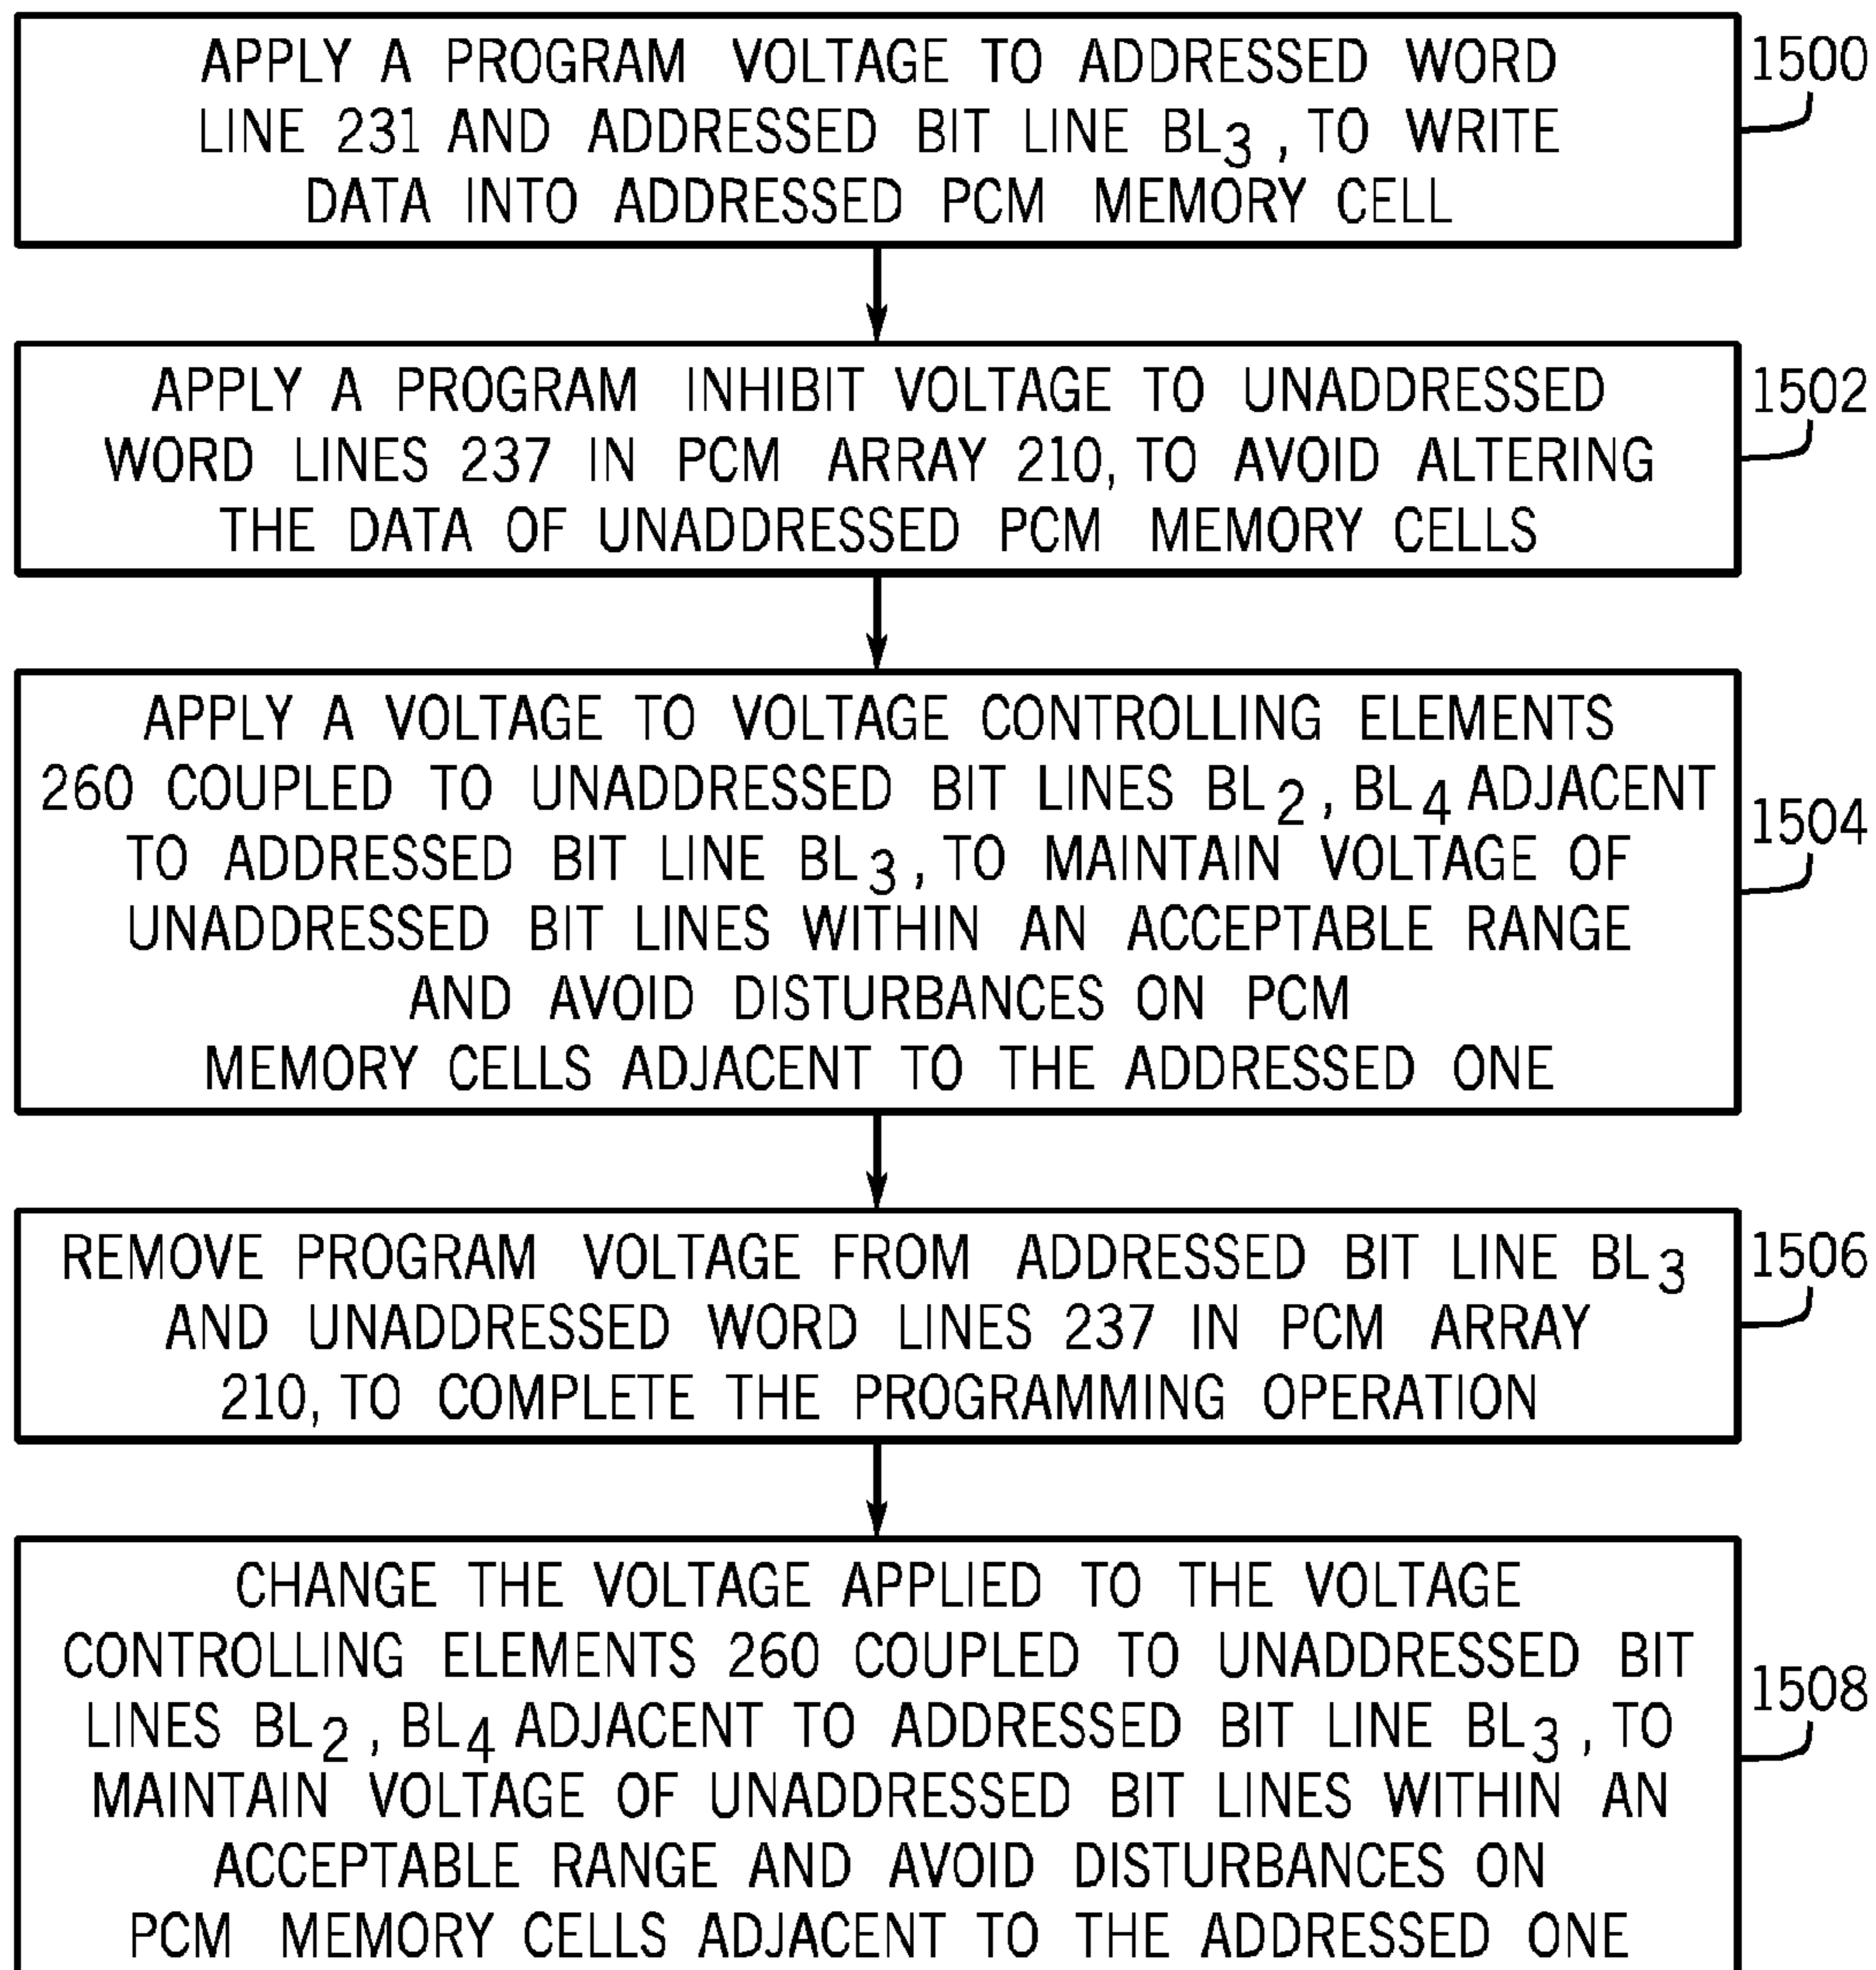 APPLY A PROGRAM VOLTAGE TO ADDRESSED WORD
LINE 231 AND ADDRESSED BIT LINE BL3, TO WRITE
DATA INTO ADDRESSED PCM MEMORY CELL
1500
APPLY A PROGRAM INHIBIT VOLTAGE TO UNADDRESSED
WORD LINES 237 IN PCM ARRAY 210, TO AVOID ALTERING
THE DATA OF UNADDRESSED PCM MEMORY CELLS
1502
APPLY A VOLTAGE TO VOLTAGE CONTROLLING ELEMENTS
260 COUPLED TO UNADDRESSED BIT LINES BL2, BL4 ADJACENT
TO ADDRESSED BIT LINE BL3, TO MAINTAIN VOLTAGE OF
UNADDRESSED BIT LINES WITHIN AN ACCEPTABLE RANGE
AND AVOID DISTURBANCES ON PCM
MEMORY CELLS ADJACENT TO THE ADDRESSED ONE
1504
REMOVE PROGRAM VOLTAGE FROM ADDRESSED BIT LINE BL3
AND UNADDRESSED WORD LINES 237 IN PCM ARRAY
210, TO COMPLETE THE PROGRAMMING OPERATION
1506
CHANGE THE VOLTAGE APPLIED TO THE VOLTAGE
CONTROLLING ELEMENTS 260 COUPLED TO UNADDRESSED BIT
LINES BL2, BL4 ADJACENT TO ADDRESSED BIT LINE BL3, TO
MAINTAIN VOLTAGE OF UNADDRESSED BIT LINES WITHIN AN
ACCEPTABLE RANGE AND AVOID DISTURBANCES ON
PCM MEMORY CELLS ADJACENT TO THE ADDRESSED ONE
1508